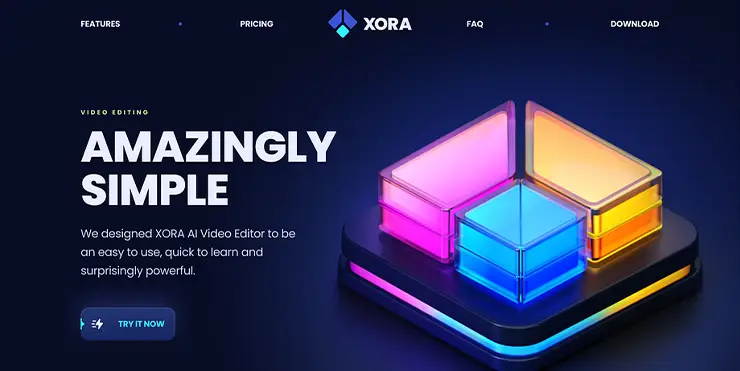 FEATURES PRICING XORA FAQ DOWNLOAD
VIDEO EDITING
AMAZINGLY
SIMPLE
We designed XORA AI Video Editor to be
an easy to use, quick to learn and
surprisingly powerful.
TRY IT NOW